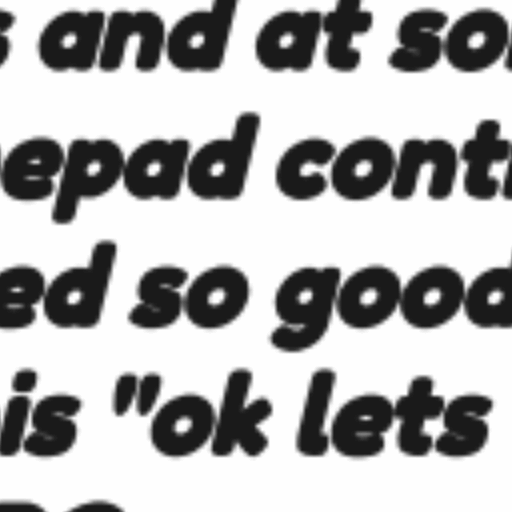 s and at so
epad cont
ed so good
is "ok lets